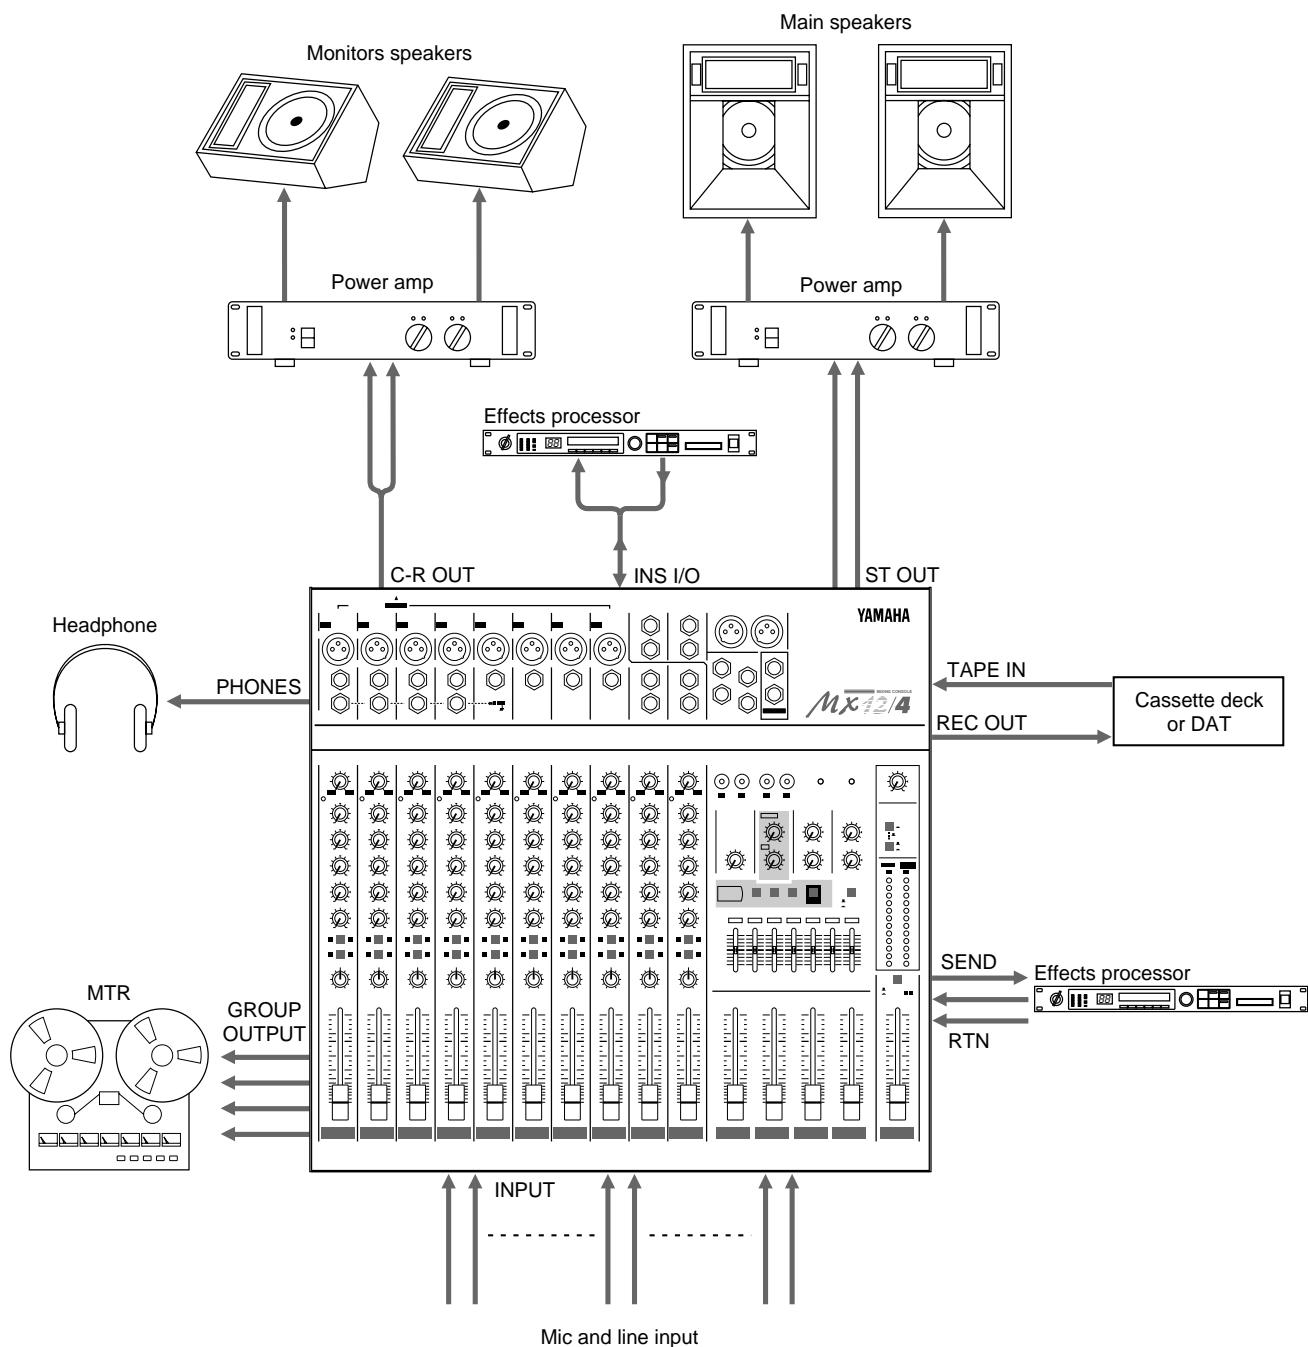 Main speakers
Monitors speakers
Power amp
Power amp
Effects processor
C-R OUT
INS I/O
ST OUT
YAMAHA
Headphone
PHONES
TAPE IN
MIXING CONSOLE
MX12/4
Cassette deck
or DAT
REC OUT
SEND
Effects processor
MTR
GROUP
OUTPUT
RTN
INPUT
Mic and line input